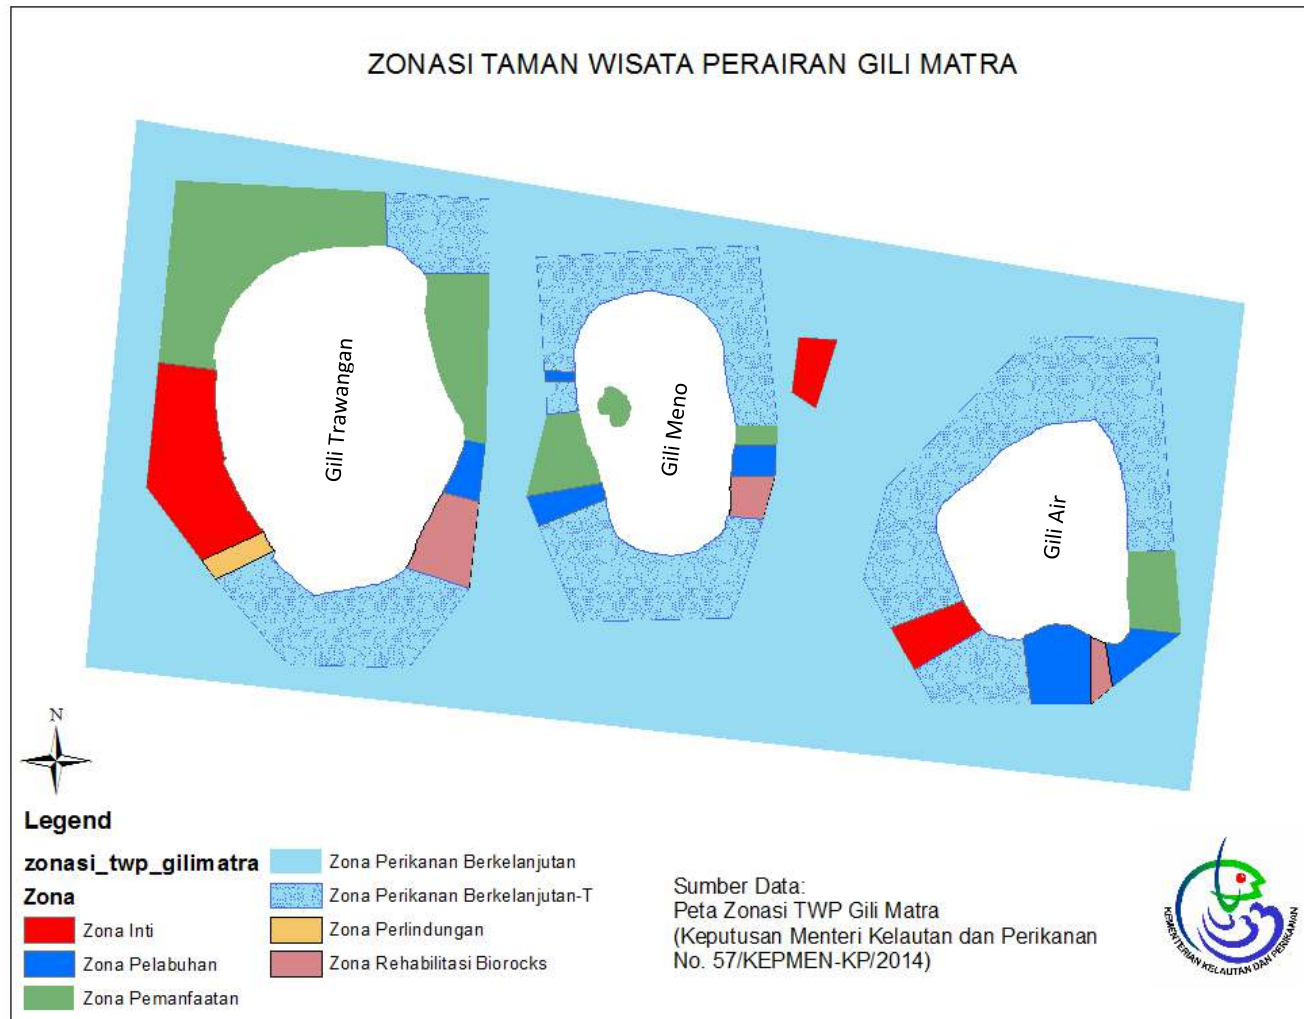 ZONASI TAMAN WISATA PERAIRAN GILI MATRA
Gili Trawangan
Gili Meno
Gili Air
N
Legend
zonasi_twp_gilimatra
Zona
Zona Inti
Zona Pelabuhan
Zona Pemanfaatan
Zona Perikanan Berkelanjutan
Zona Perikanan Berkelanjutan-T
Zona Perlindungan
Zona Rehabilitasi Biorocks
Sumber Data:
Peta Zonasi TWP Gili Matra
(Keputusan Menteri Kelautan dan Perikanan
No. 57/KEPMEN-KP/2014)
KEMENTERIAN KELAUTAN DAN PERIKANAN